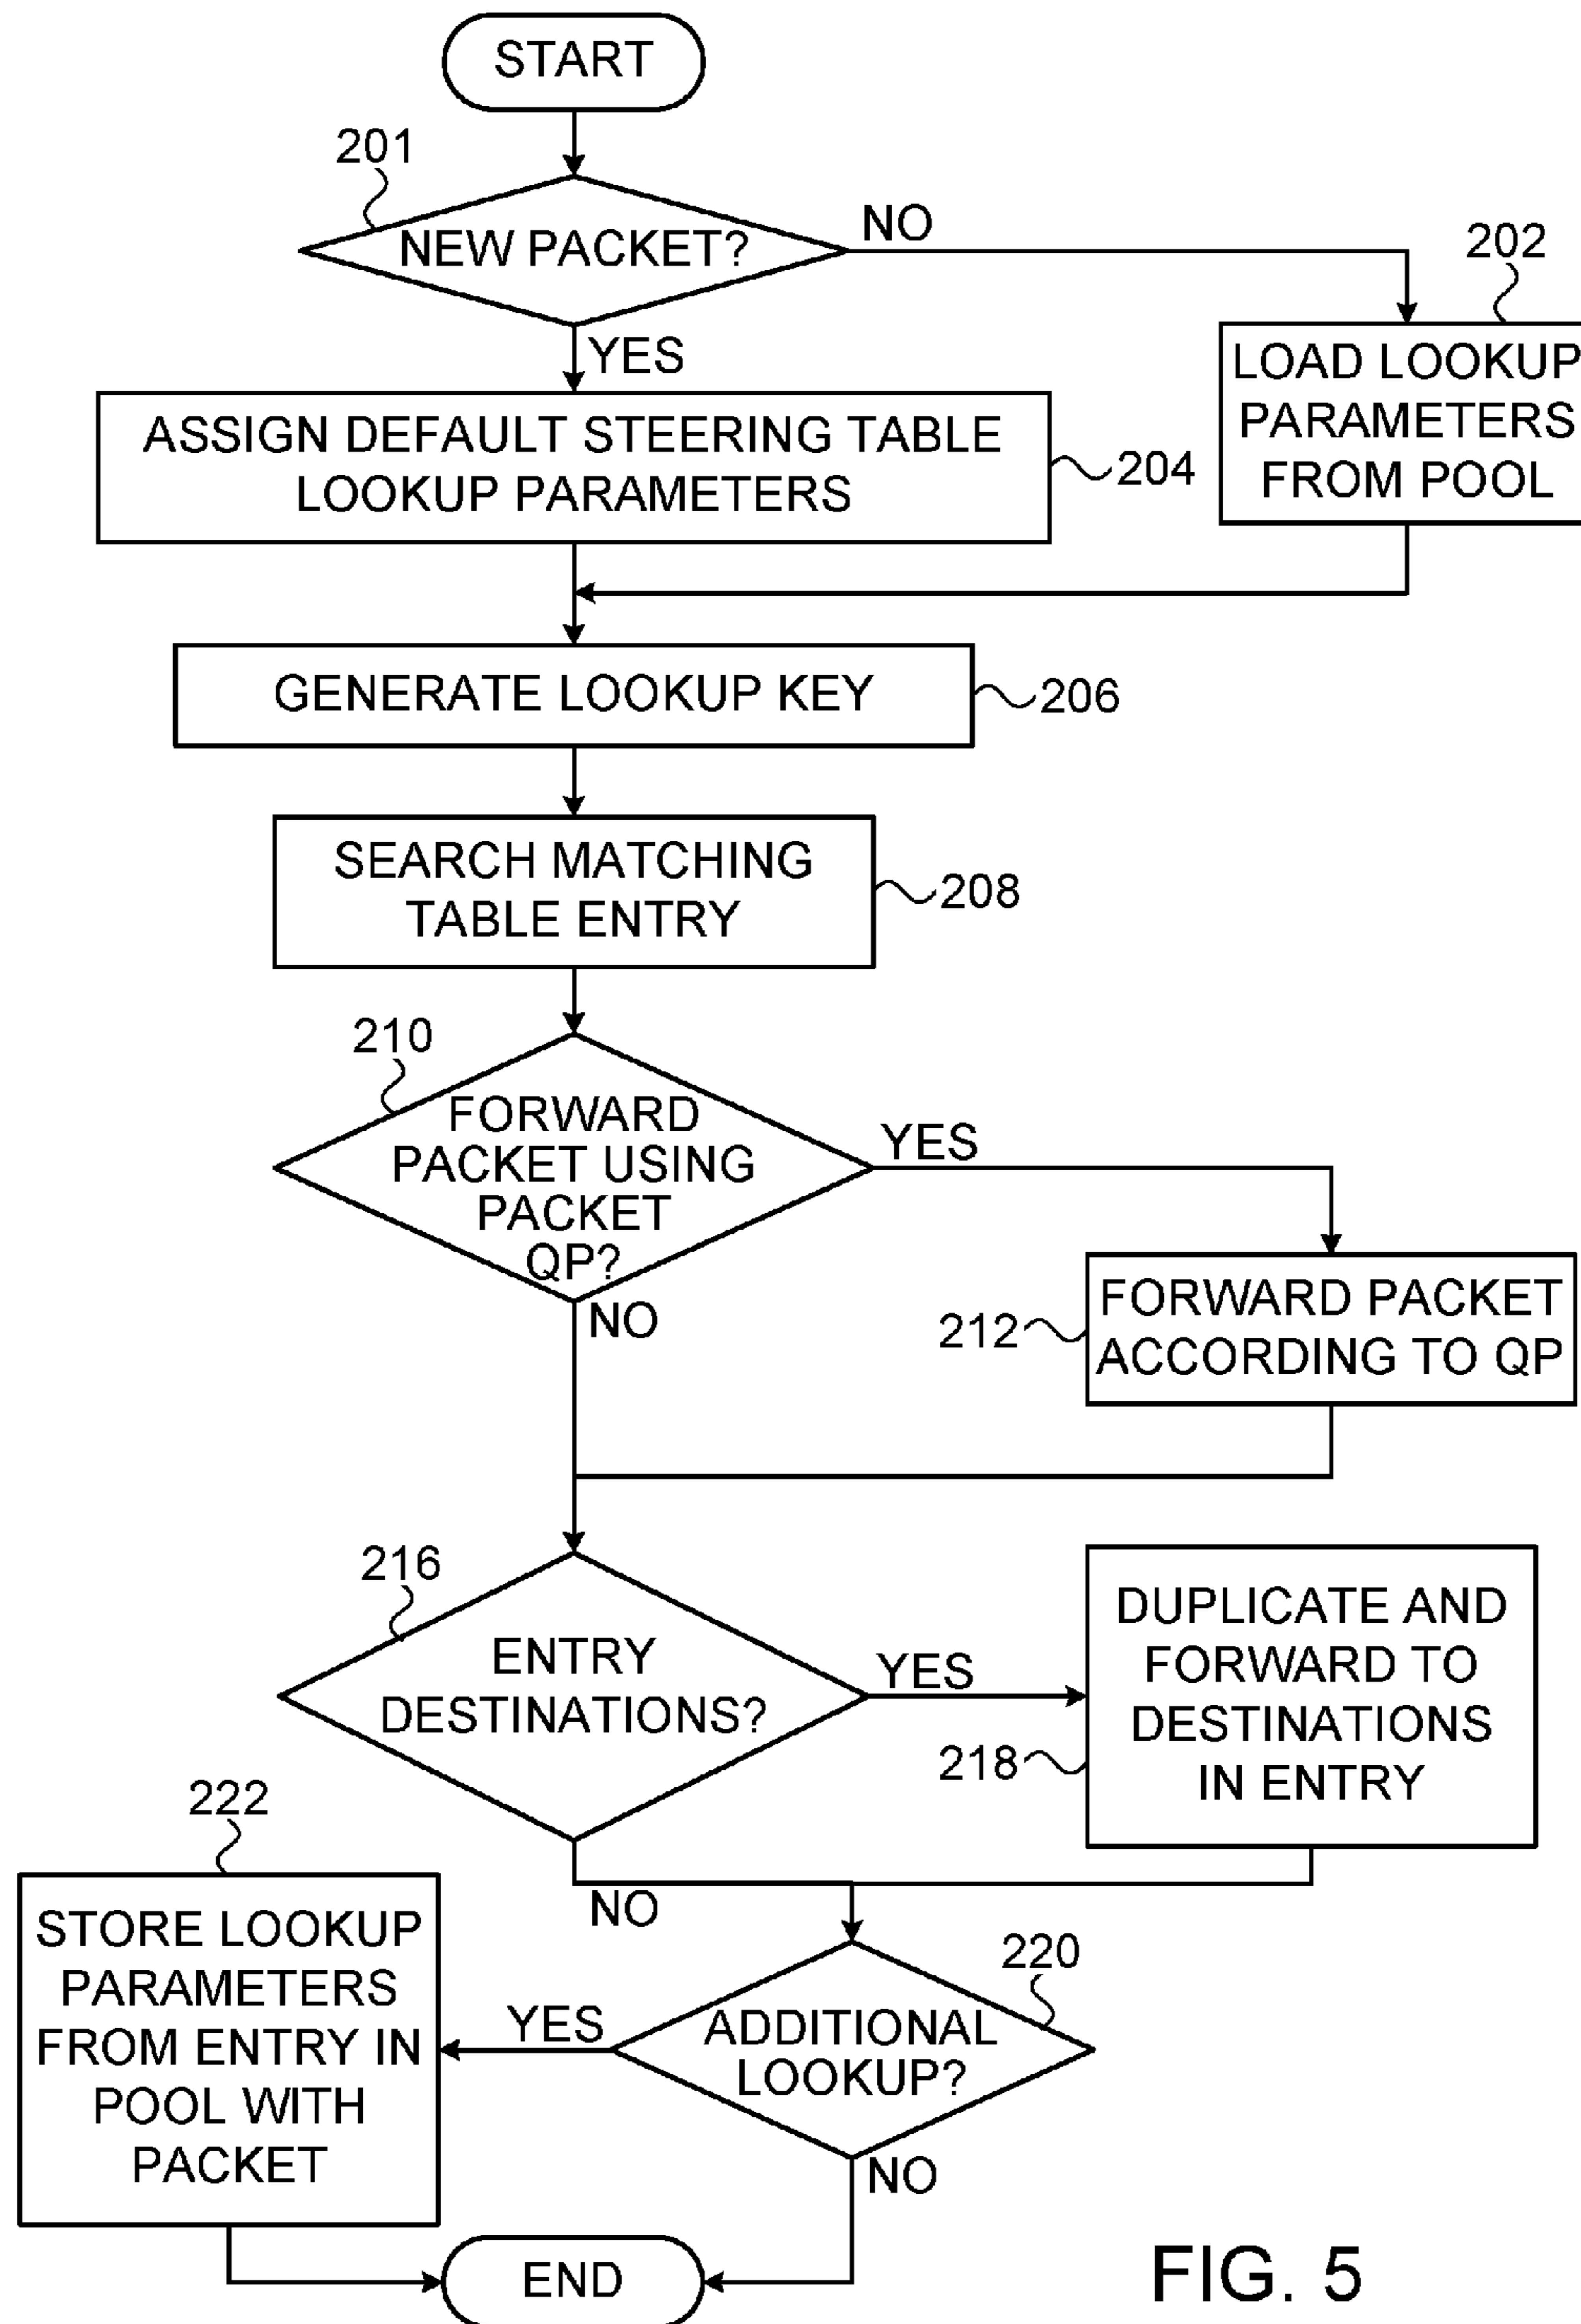 START
201
NEW PACKET?
NO
202
YES
LOAD LOOKUP
PARAMETERS
FROM POOL
ASSIGN DEFAULT STEERING TABLE
LOOKUP PARAMETERS
204
GENERATE LOOKUP KEY
206
SEARCH MATCHING
TABLE ENTRY
208
210
FORWARD
PACKET USING
PACKET
QP?
YES
NO
212
FORWARD PACKET
ACCORDING TO QP
216
ENTRY
DESTINATIONS?
YES
DUPLICATE AND
FORWARD TO
DESTINATIONS
IN ENTRY
218
NO
222
STORE LOOKUP
PARAMETERS
FROM ENTRY IN
POOL WITH
PACKET
220
YES
ADDITIONAL
LOOKUP?
NO
END
FIG. 5